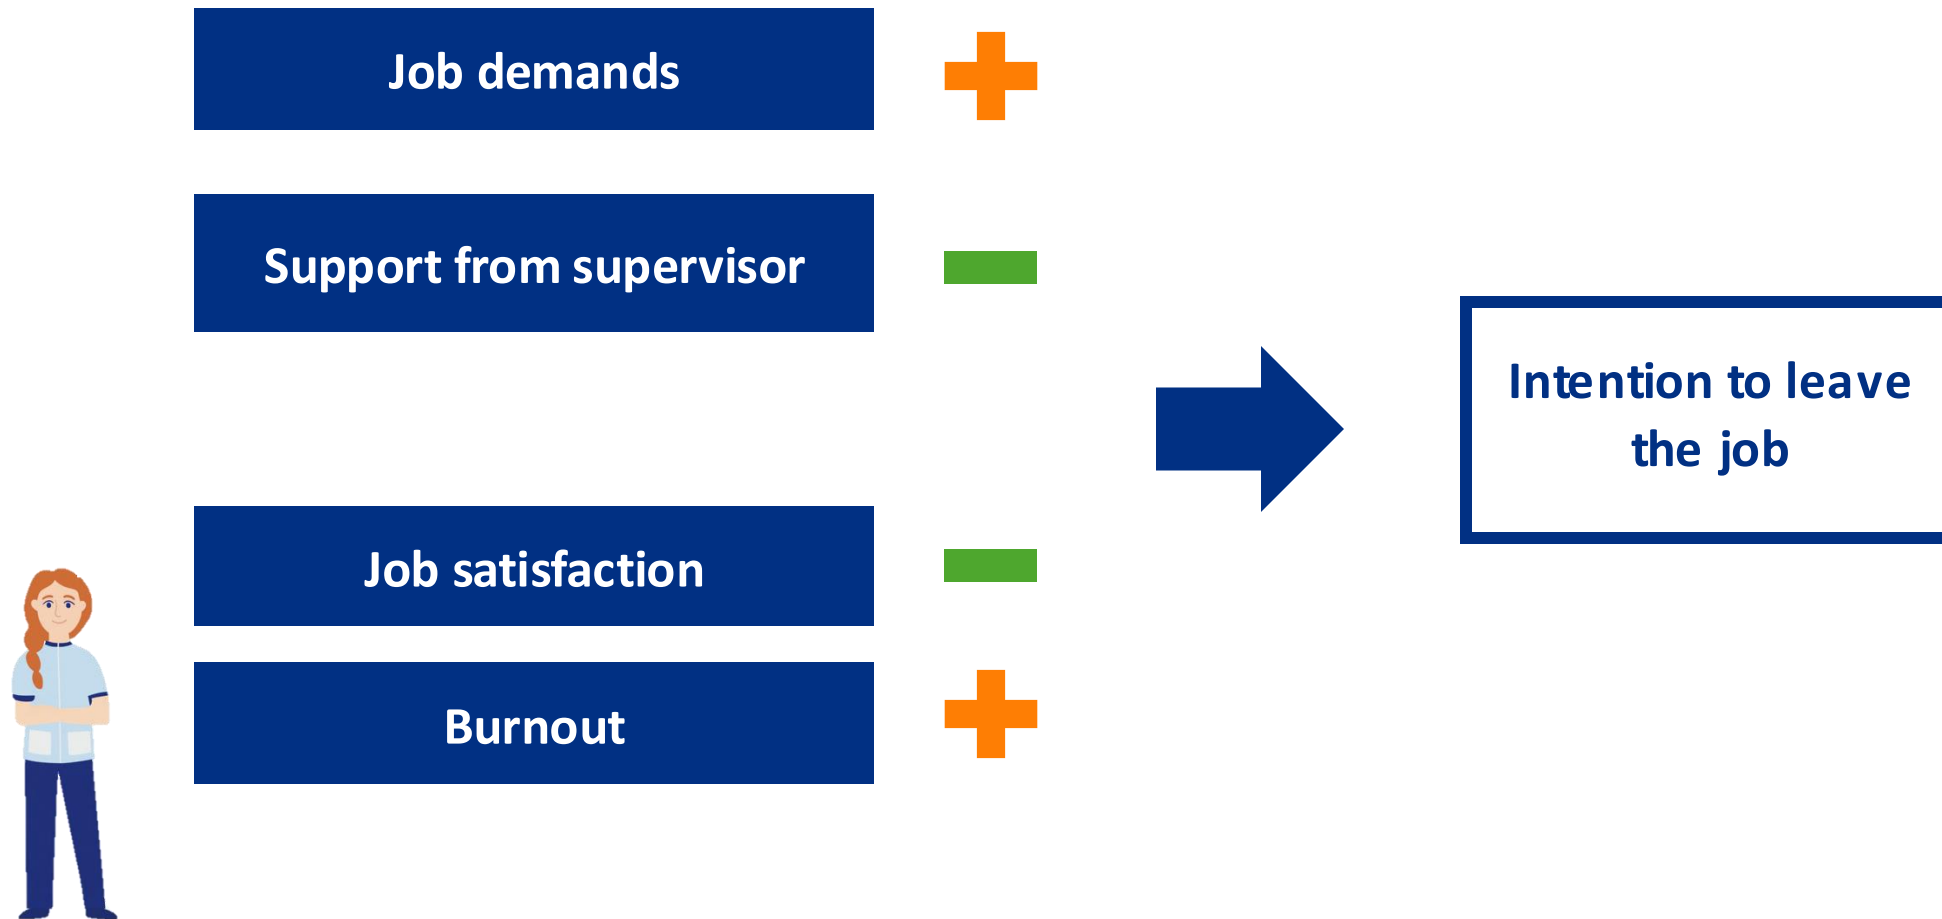 Job demands
Support from supervisor
Intention to leave
the job
Job satisfaction
Burnout